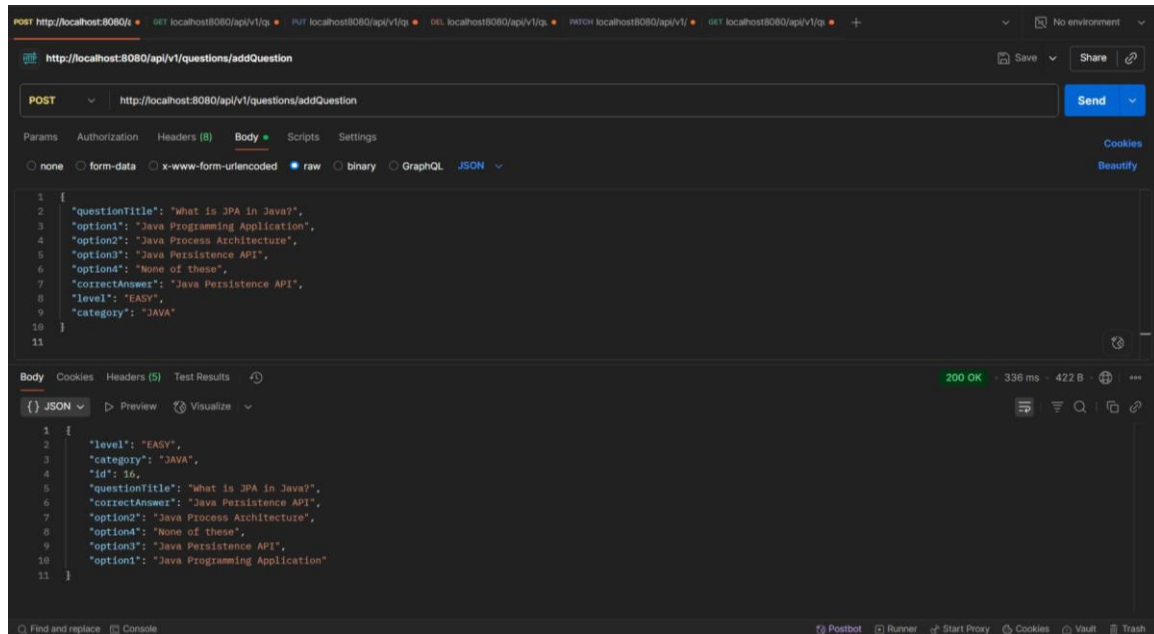 POST http://localhost:8080/a GET localhost8080/api/v1/qu PUT localhost:8080/api/v1/qu DEL localhost8080/api/v1/qu PATCH localhost8080/api/v1/ GET localhost8080/api/v1/qu + No environment
http://localhost:8080/api/v1/questions/addQuestion Save Share
POST http://localhost:8080/api/v1/questions/addQuestion Send
Params Authorization Headers (8) Body Scripts Settings Cookies
none form-data x-www-form-urlencoded raw binary GraphQL JSON Beautify
1 {
2 "questionTitle": "What is JPA in Java?",
3 "option1": "Java Programming Application",
4 "option2": "Java Process Architecture",
5 "option3": "Java Persistence API",
6 "option4": "None of these",
7 "correctAnswer": "Java Persistence API",
8 "level": "EASY",
9 "category": "JAVA"
10 }
11
Body Cookies Headers (5) Test Results 200 OK 336 ms 422 B
{} JSON Preview Visualize
1 {
2 "level": "EASY",
3 "category": "JAVA",
4 "id": 16,
5 "questionTitle": "What is JPA in Java?",
6 "correctAnswer": "Java Persistence API",
7 "option2": "Java Process Architecture",
8 "option4": "None of these",
9 "option3": "Java Persistence API",
10 "option1": "Java Programming Application"
11 }
Find and replace Console Postbot Runner Start Proxy Cookies Vault Trash